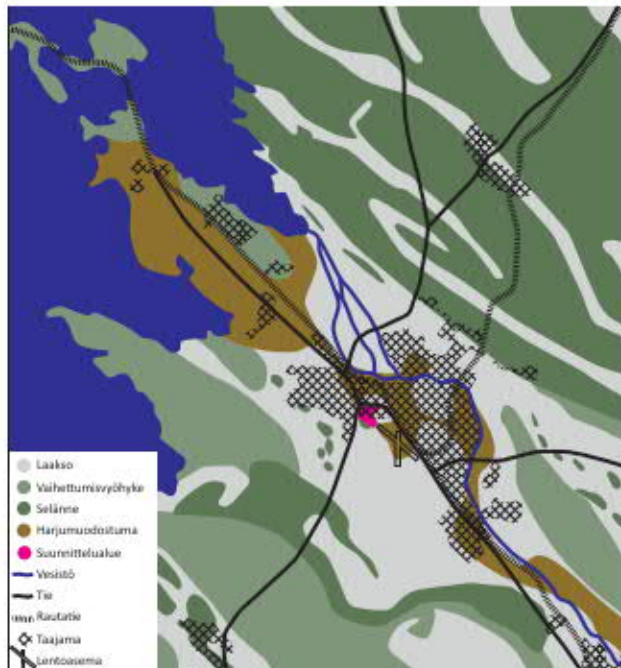 Laakso
Vaihettumisvyöhyke
Selänne
Harjumuodostuma
Suunnittelualue
Vesistö
Tie
Rautatie
Taajama
Lentoasema